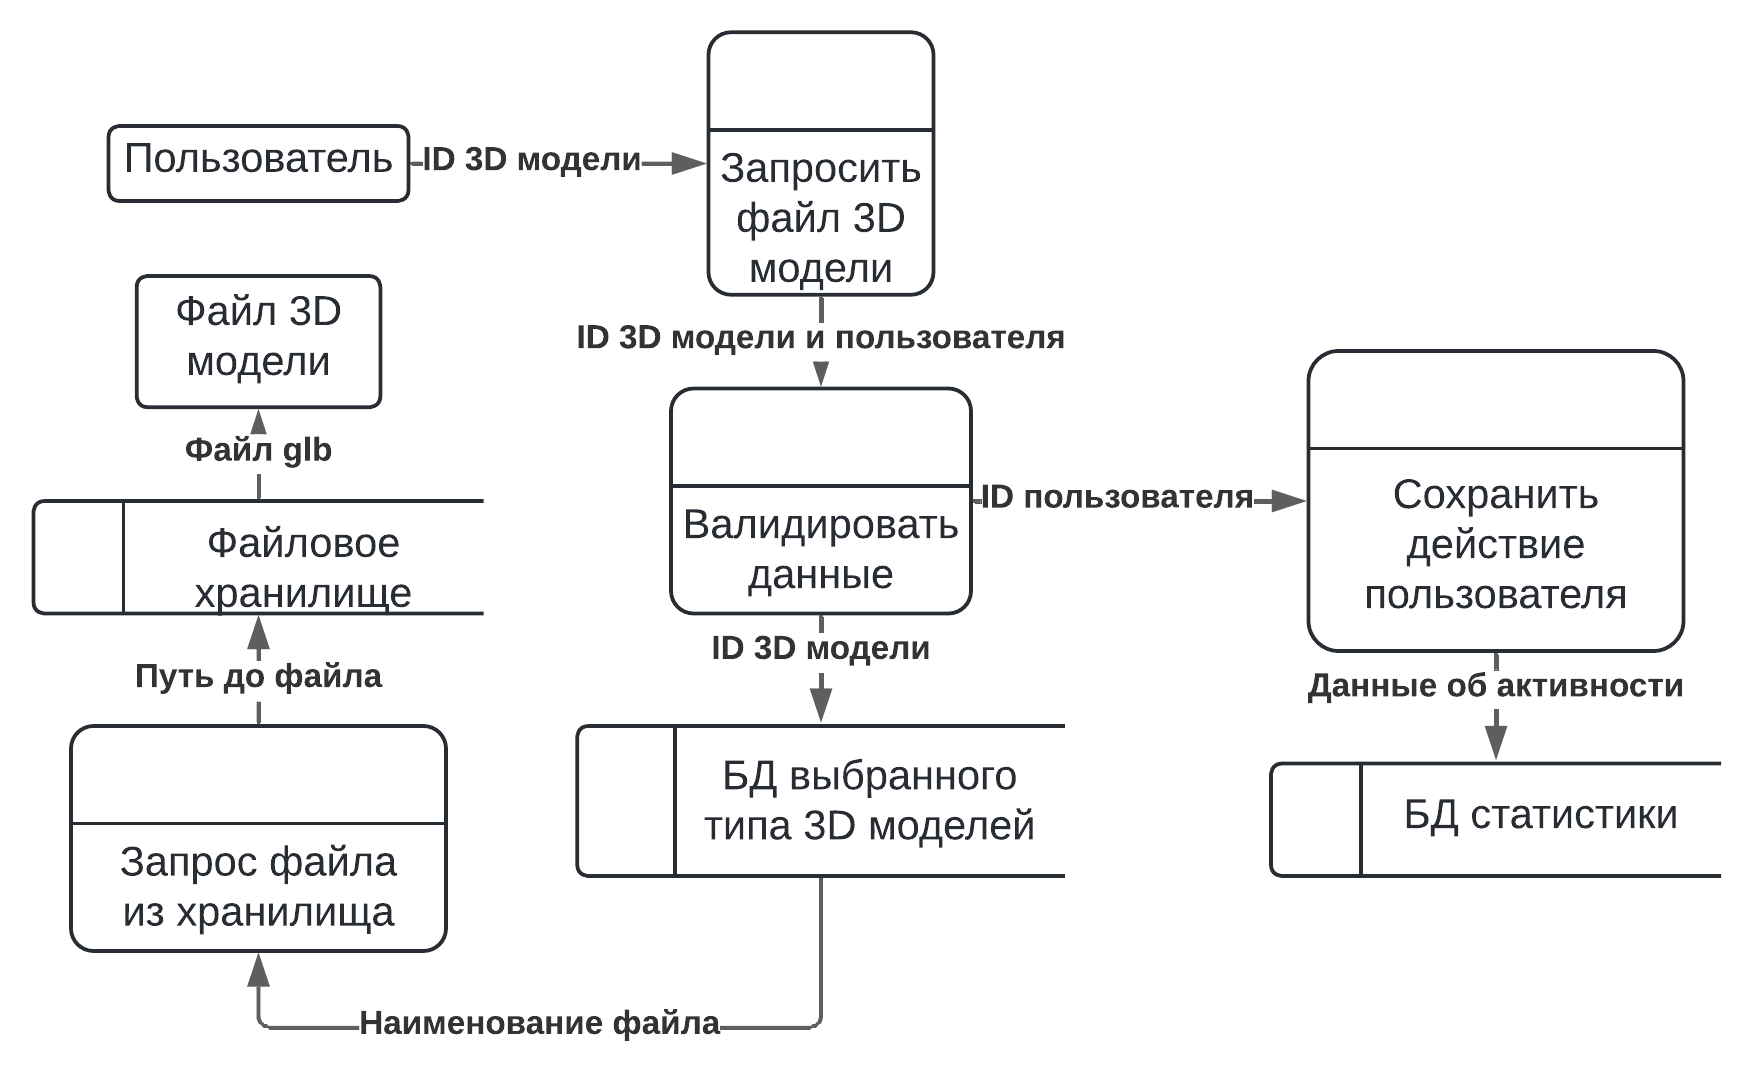 Пользователь
ID 3D модели
Запросить
файл 3D
модели
ID 3D модели и пользователя
Файл 3D
модели
Файл glb
Файловое
хранилище
Путь до файла
Запрос файла
из хранилища
Валидировать
данные
ID пользователя
Сохранить
действие
пользователя
ID 3D модели
Данные об активности
БД выбранного
типа 3D моделей
БД статистики
Наименование файла